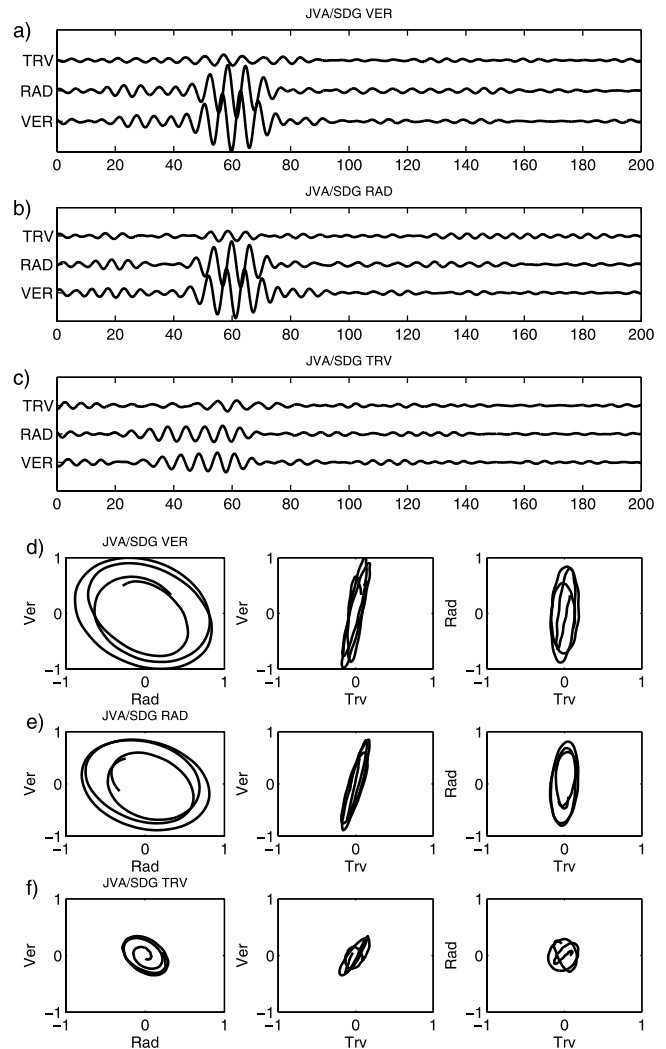 JVA/SDG VER
a)
TRV
RAD
VER
0 20 40 60 80 100 120 140 160 180 200
JVA/SDG RAD
b)
TRV
RAD
VER
0 20 40 60 80 100 120 140 160 180 200
JVA/SDG TRV
c)
TRV
RAD
VER
0 20 40 60 80 100 120 140 160 180 200
d) JVA/SDG VER
1 1 1
Ver Ver Rad
0 0 0
−1 −1 −1
−1 0 1 −1 0 1 −1 0 1
Rad Trv Trv
e) JVA/SDG RAD
1 1 1
Ver Ver Rad
0 0 0
−1 −1 −1
−1 0 1 −1 0 1 −1 0 1
Rad Trv Trv
f) JVA/SDG TRV
1 1 1
Ver Ver Rad
0 0 0
−1 −1 −1
−1 0 1 −1 0 1 −1 0 1
Rad Trv Trv